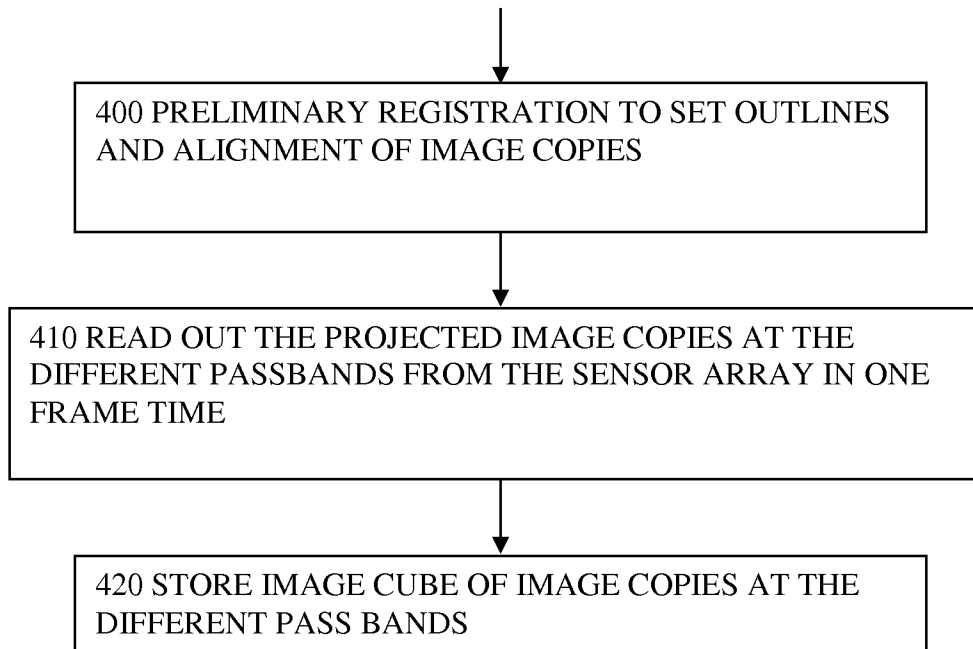 400 PRELIMINARY REGISTRATION TO SET OUTLINES
AND ALIGNMENT OF IMAGE COPIES
410 READ OUT THE PROJECTED IMAGE COPIES AT THE
DIFFERENT PASSBANDS FROM THE SENSOR ARRAY IN ONE
FRAME TIME
420 STORE IMAGE CUBE OF IMAGE COPIES AT THE
DIFFERENT PASS BANDS